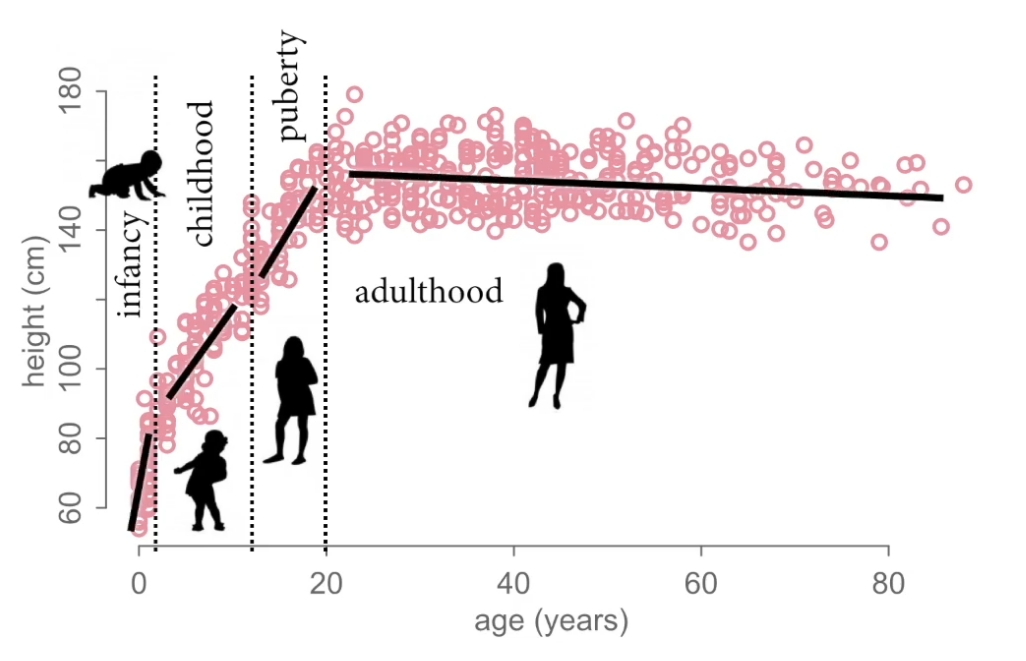 puberty
childhood
infancy
adulthood
height (cm)
180
140
100
80
60
0 20 40 60 80
age (years)